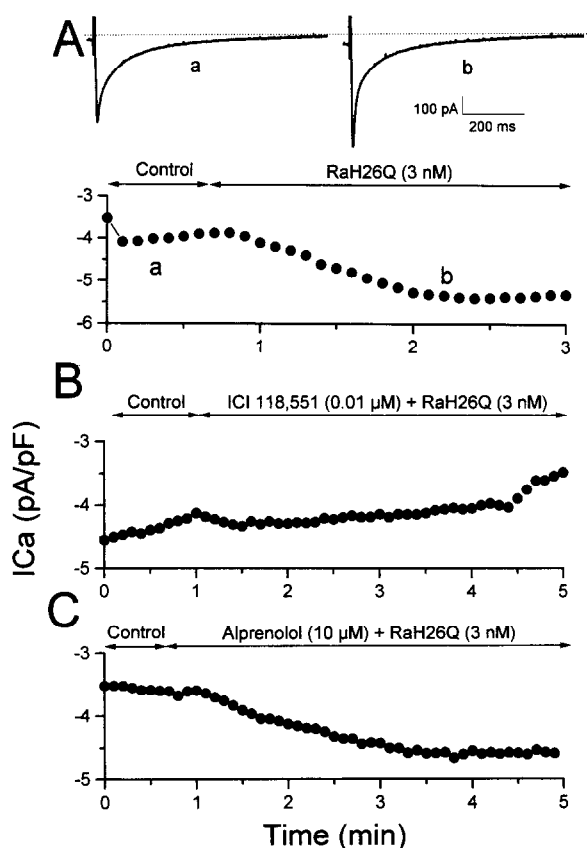 A
a
b
100 pA
200 ms
Control RaH26Q (3 nM)
-3
-4
-5
-6
a
b
0 1 2 3
B
Control ICI 118,551 (0.01 µM) + RaH26Q (3 nM)
-3
-4
-5
0 1 2 3 4 5
ICa (pA/pF)
C
Control Alprenolol (10 µM) + RaH26Q (3 nM)
-3
-4
-5
0 1 2 3 4 5
Time (min)